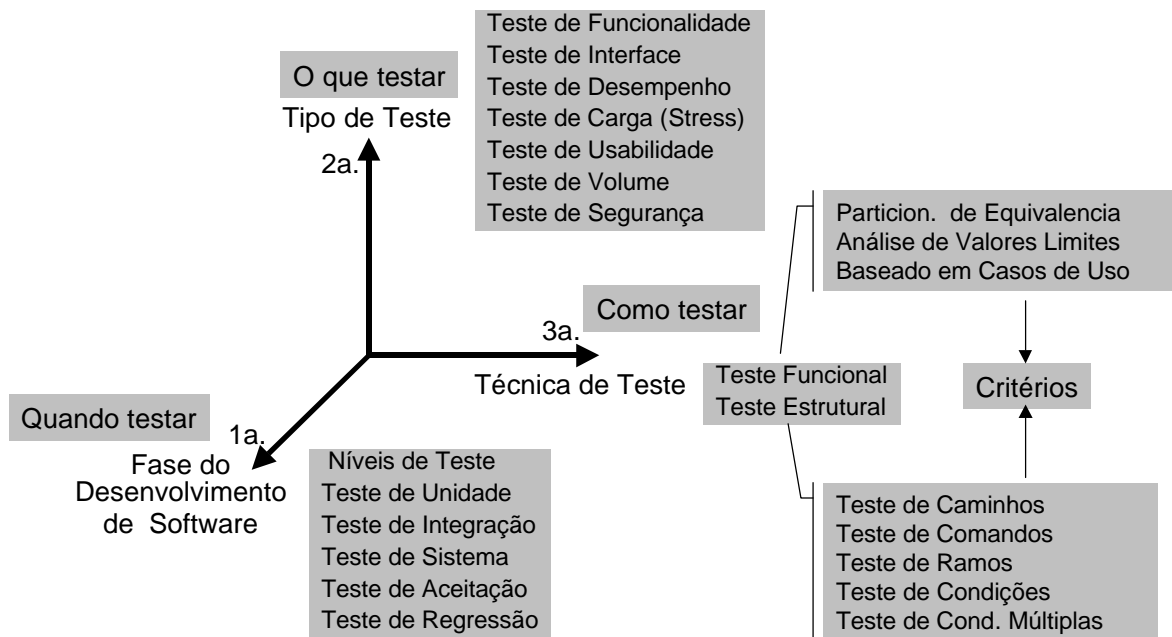 O que testar
Tipo de Teste
2a.
Teste de Funcionalidade
Teste de Interface
Teste de Desempenho
Teste de Carga (Stress)
Teste de Usabilidade
Teste de Volume
Teste de Segurança
Particion. de Equivalencia
Análise de Valores Limites
Baseado em Casos de Uso
Como testar
3a.
Técnica de Teste
Teste Funcional
Teste Estrutural
Critérios
Quando testar
1a.
Fase do
Desenvolvimento
de Software
Níveis de Teste
Teste de Unidade
Teste de Integração
Teste de Sistema
Teste de Aceitação
Teste de Regressão
Teste de Caminhos
Teste de Comandos
Teste de Ramos
Teste de Condições
Teste de Cond. Múltiplas